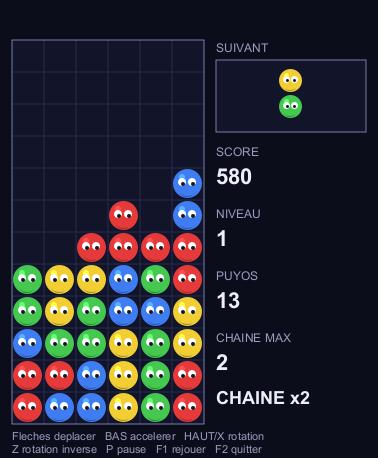 SUIVANT
SCORE
580
NIVEAU
1
PUYOS
13
CHAINE MAX
2
CHAINE x2
Fleches deplacer BAS accelerer HAUT/X rotation
Z rotation inverse P pause F1 rejouer F2 quitter